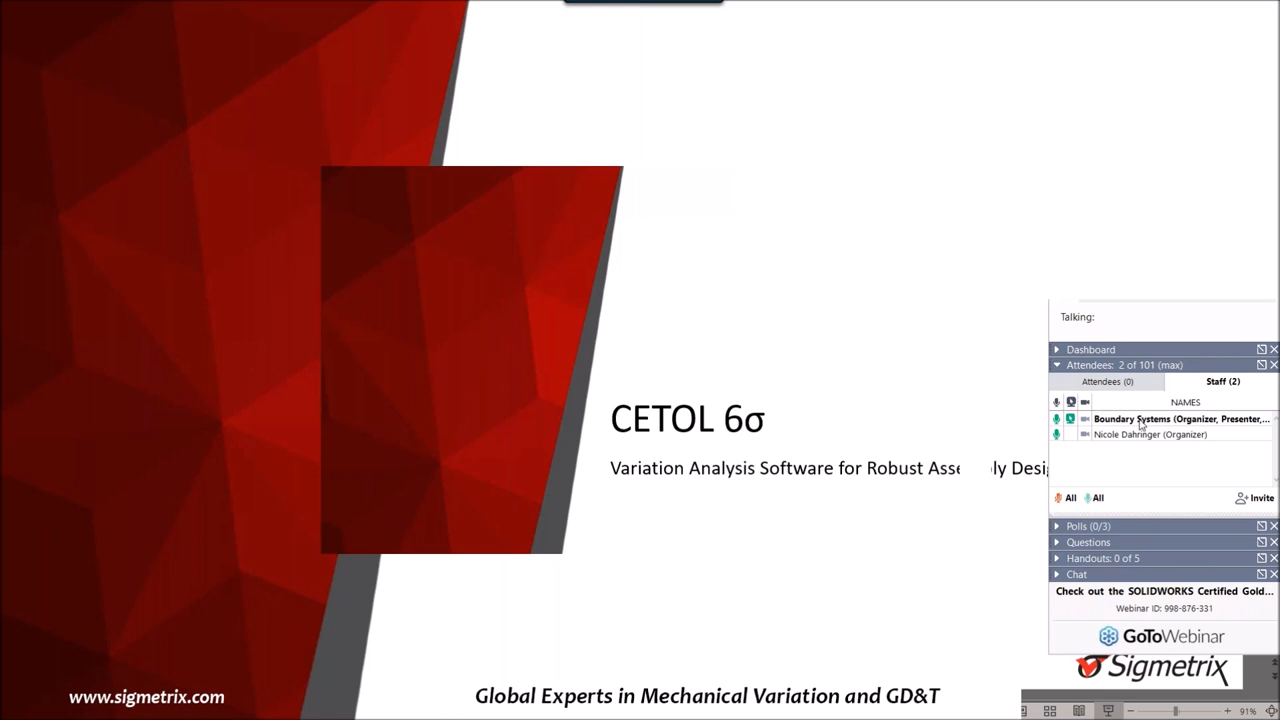 Talking:
Dashboard
Attendees: 2 of 101 (max)
Attendees (0)
Staff (2)
NAMES
Boundary Systems (Organizer, Presenter,...
Nicole Dahringer (Organizer)
All
All
Invite
Polls (0/3)
Questions
Handouts: 0 of 5
Chat
Check out the SOLIDWORKS Certified Gold...
Webinar ID: 998-876-331
GoToWebinar
CETOL 6σ
Variation Analysis Software for Robust
Sigmetrix
www.sigmetrix.com
Global Experts in Mechanical Variation and GD&T
91%